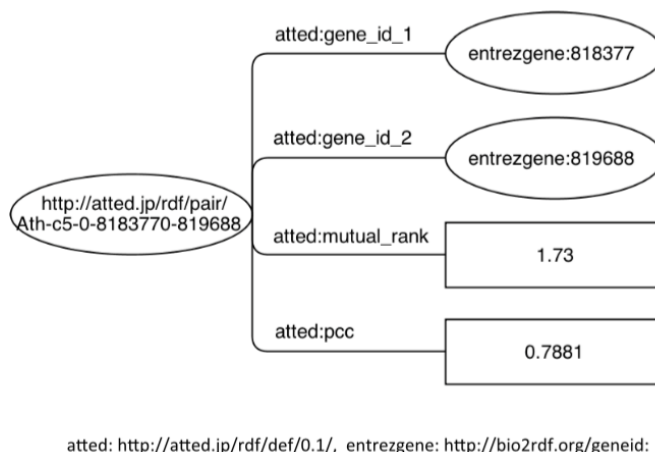 atted:gene_id_1
entrezgene:818377
atted:gene_id_2
entrezgene:819688
http://atted.jp/rdf/pair/
Ath-c5-0-8183770-819688
atted:mutual_rank
1.73
atted:pcc
0.7881
atted: http://atted.jp/rdf/def/0.1/, entrezgene: http://bio2rdf.org/geneid: